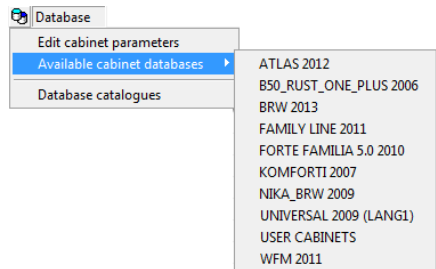 Database
Edit cabinet parameters
Available cabinet databases
Database catalogues
ATLAS 2012
B50_RUST_ONE_PLUS 2006
BRW 2013
FAMILY LINE 2011
FORTE FAMILIA 5.0 2010
KOMFORTI 2007
NIKA_BRW 2009
UNIVERSAL 2009 (LANG1)
USER CABINETS
WFM 2011